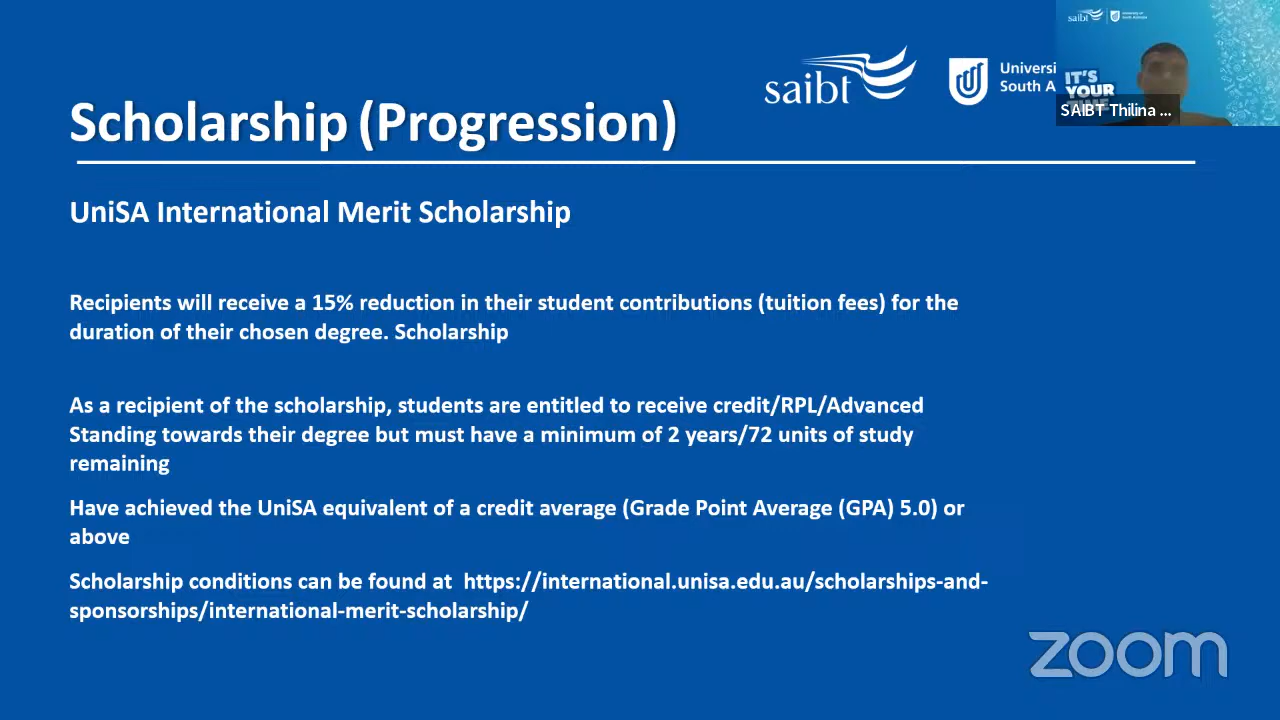 saibt
University of
South Australia
saibt
Universi
South A
IT'S
YOUR
TIME
SAIBT Thilina ...
Scholarship (Progression)
UniSA International Merit Scholarship
Recipients will receive a 15% reduction in their student contributions (tuition fees) for the
duration of their chosen degree. Scholarship
As a recipient of the scholarship, students are entitled to receive credit/RPL/Advanced
Standing towards their degree but must have a minimum of 2 years/72 units of study
remaining
Have achieved the UniSA equivalent of a credit average (Grade Point Average (GPA) 5.0) or
above
Scholarship conditions can be found at  https://international.unisa.edu.au/scholarships-and-
sponsorships/international-merit-scholarship/
zoom